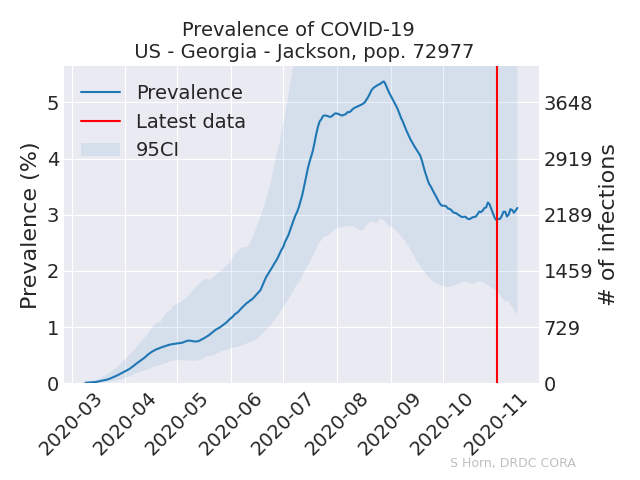 Prevalence of COVID-19
US - Georgia - Jackson, pop. 72977
Prevalence
Latest data
95CI
Prevalence (%)
5
4
3
2
1
0
3648
2919
2189
1459
729
0
# of infections
2020-03
2020-04
2020-05
2020-06
2020-07
2020-08
2020-09
2020-10
2020-11
S Horn, DRDC CORA